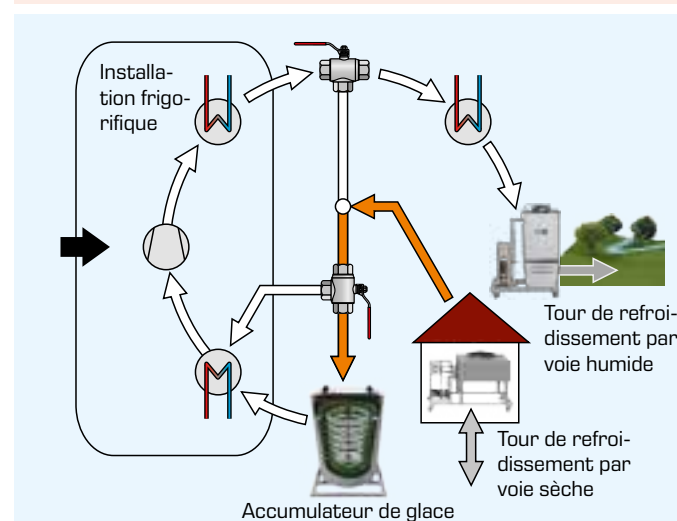 Installa-
tion frigo-
rifique
Tour de refroi-
dissement par
voie humide
Tour de refroi-
dissement par
voie sèche
Accumulateur de glace